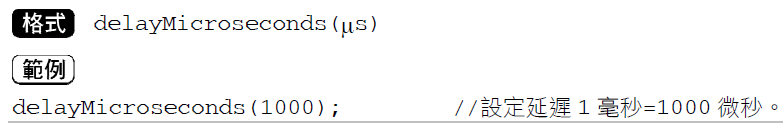 格式 delayMicroseconds(μs)
範例
delayMicroseconds(1000); //設定延遲 1 毫秒=1000 微秒。